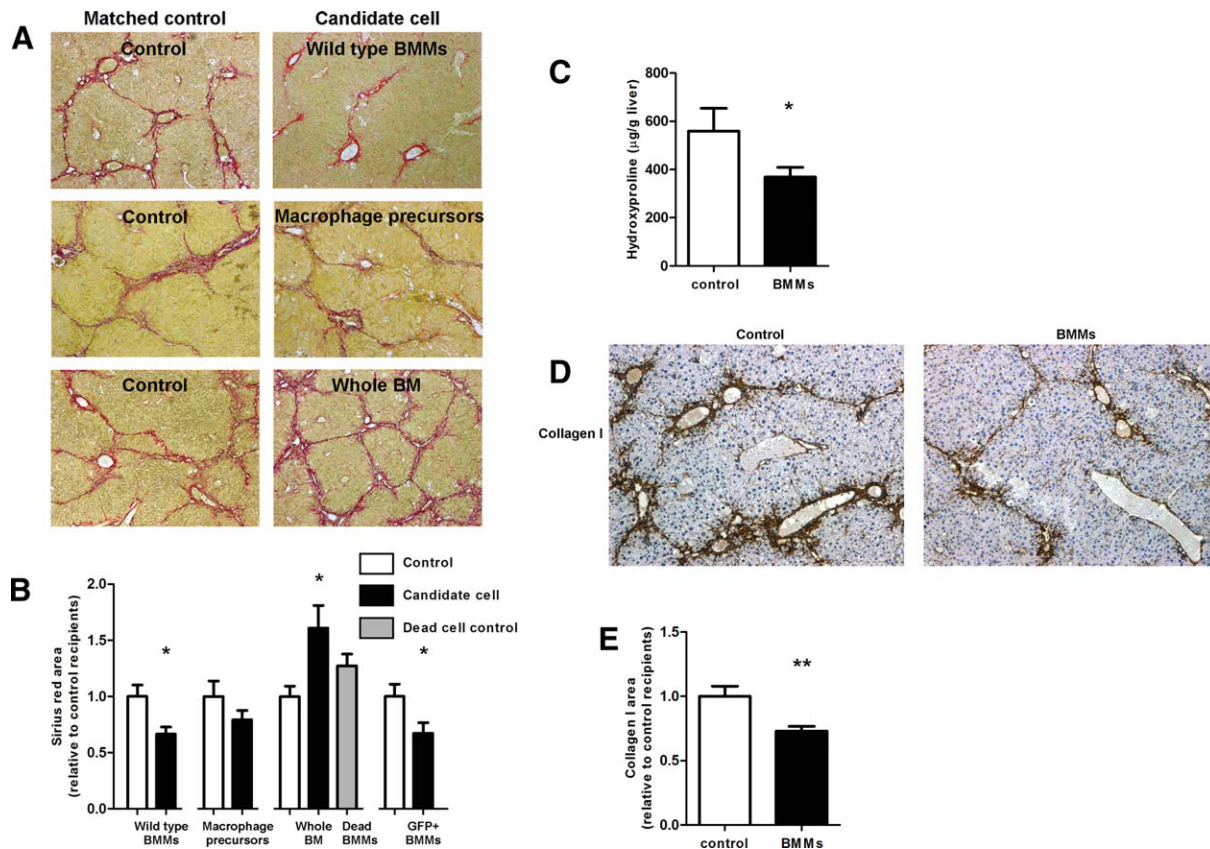 A
Matched control
Candidate cell
Control
Wild type BMMs
Control
Macrophage precursors
Control
Whole BM
B
Control
Candidate cell
Dead cell control
Sirius red area
(relative to control recipients)
2.0
1.5
1.0
0.5
0.0
*
*
*
Wild type
BMMs
Macrophage
precursors
Whole
BM
Dead
BMMs
GFP+
BMMs
C
Hydroxyproline (µg/g liver)
800
600
400
200
0
*
control
BMMs
D
Control
BMMs
Collagen I
E
Collagen I area
(relative to control recipients)
1.5
1.0
0.5
0.0
**
control
BMMs